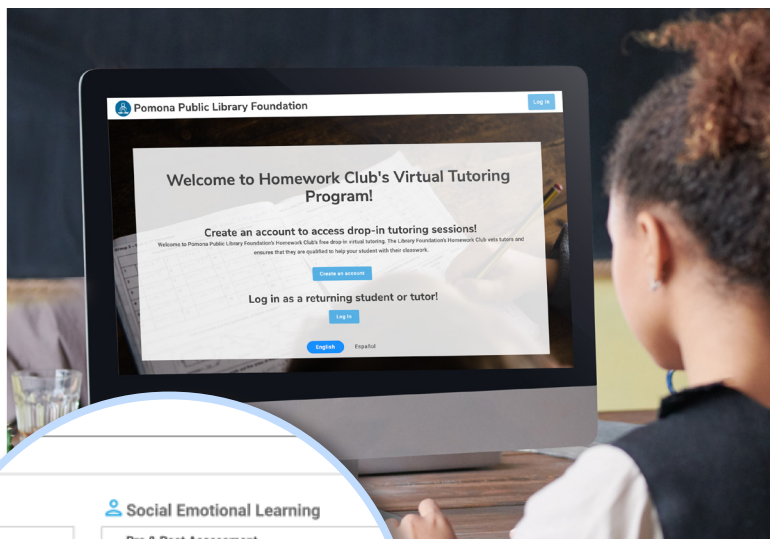 Pomona Public Library Foundation
Log in
Welcome to Homework Club's Virtual Tutoring
Program!
Create an account to access drop-in tutoring sessions!
Welcome to Pomona Public Library Foundation's Homework Club's free drop-in virtual tutoring. The Library Foundation's Homework Club vets tutors and
ensures that they are qualified to help your student with their classwork.
Create an account
Log in as a returning student or tutor!
Log in
English Español
Social Emotional Learning